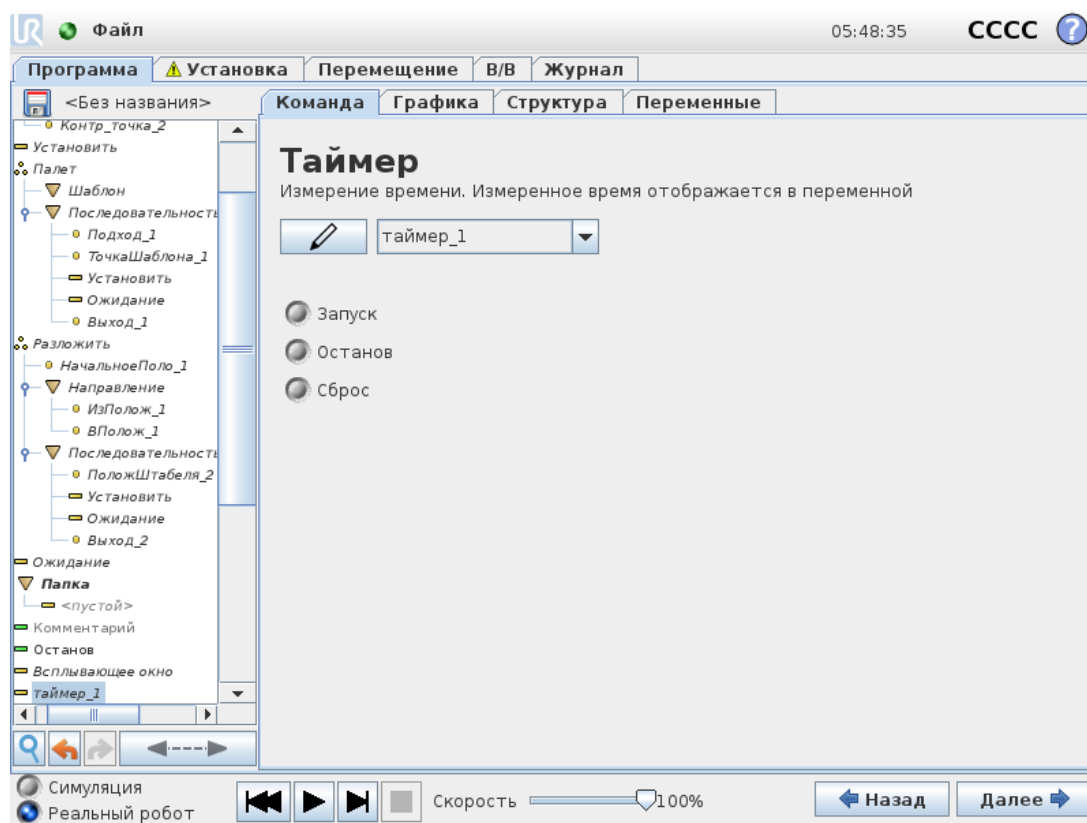 Файл 05:48:35 CCCC ?
Программа Установка Перемещение В/В Журнал
<Без названия> Команда Графика Структура Переменные
Контр_точка_2
Установить
Палет
Шаблон
Последовательность
Подход_1
ТочкаШаблона_1
Установить
Ожидание
Выход_1
Разложить
НачальноеПоло_1
Направление
ИзПолож_1
ВПолож_1
Последовательность
ПоложШтабеля_2
Установить
Ожидание
Выход_2
Ожидание
Папка
<пустой>
Комментарий
Останов
Всплывающее окно
таймер_1
Таймер
Измерение времени. Измеренное время отображается в переменной
таймер_1
Запуск
Останов
Сброс
Симуляция
Реальный робот
Скорость 100%
Назад Далее